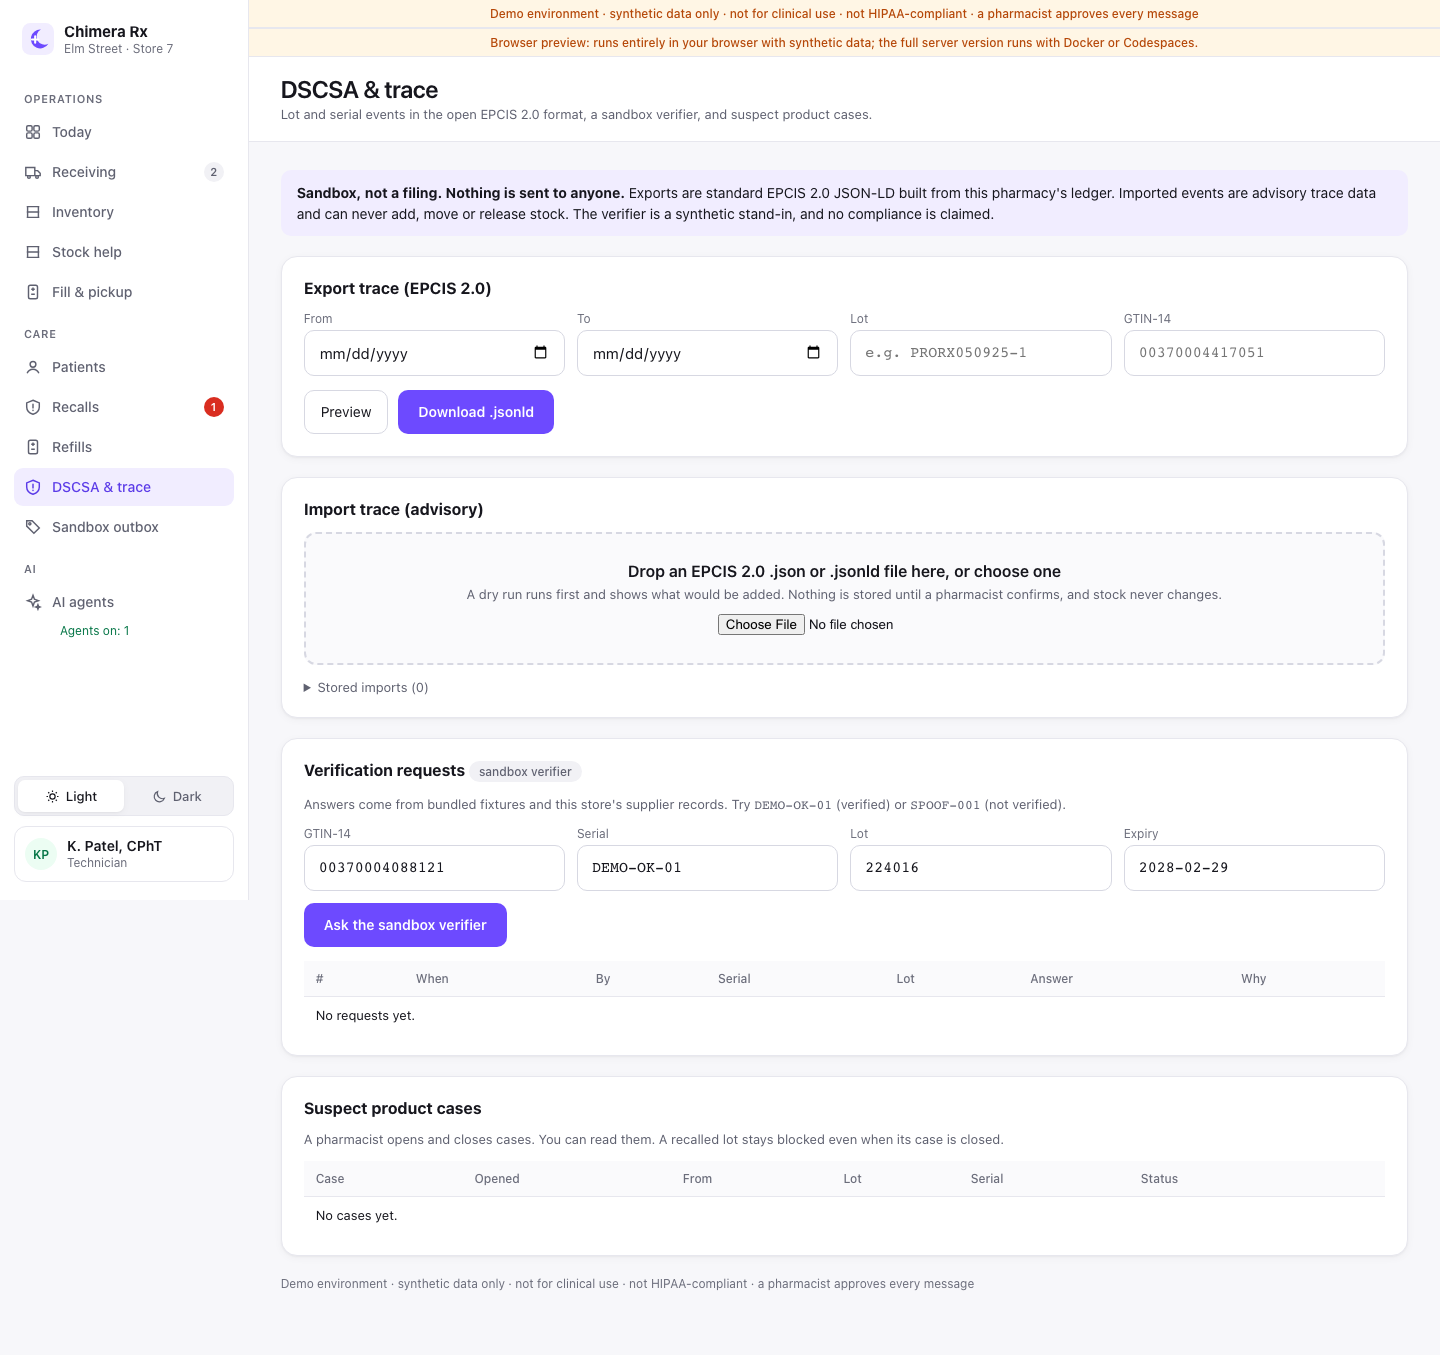 Chimera Rx
Elm Street · Store 7
OPERATIONS
Today
Receiving 2
Inventory
Stock help
Fill & pickup
CARE
Patients
Recalls 1
Refills
DSCSA & trace
Sandbox outbox
AI
AI agents
Agents on: 1
Light Dark
KP
K. Patel, CPhT
Technician
Demo environment · synthetic data only · not for clinical use · not HIPAA-compliant · a pharmacist approves every message
Browser preview: runs entirely in your browser with synthetic data; the full server version runs with Docker or Codespaces.
DSCSA & trace
Lot and serial events in the open EPCIS 2.0 format, a sandbox verifier, and suspect product cases.
Sandbox, not a filing. Nothing is sent to anyone. Exports are standard EPCIS 2.0 JSON-LD built from this pharmacy's ledger. Imported events are advisory trace data
and can never add, move or release stock. The verifier is a synthetic stand-in, and no compliance is claimed.
Export trace (EPCIS 2.0)
From To Lot GTIN-14
mm/dd/yyyy mm/dd/yyyy e.g. PRORX050925-1 00370004417051
Preview Download .jsonld
Import trace (advisory)
Drop an EPCIS 2.0 .json or .jsonld file here, or choose one
A dry run runs first and shows what would be added. Nothing is stored until a pharmacist confirms, and stock never changes.
Choose File No file chosen
Stored imports (0)
Verification requests sandbox verifier
Answers come from bundled fixtures and this store's supplier records. Try DEMO-OK-01 (verified) or SPOOF-001 (not verified).
GTIN-14 Serial Lot Expiry
00370004088121 DEMO-OK-01 224016 2028-02-29
Ask the sandbox verifier
# When By Serial Lot Answer Why
No requests yet.
Suspect product cases
A pharmacist opens and closes cases. You can read them. A recalled lot stays blocked even when its case is closed.
Case Opened From Lot Serial Status
No cases yet.
Demo environment · synthetic data only · not for clinical use · not HIPAA-compliant · a pharmacist approves every message